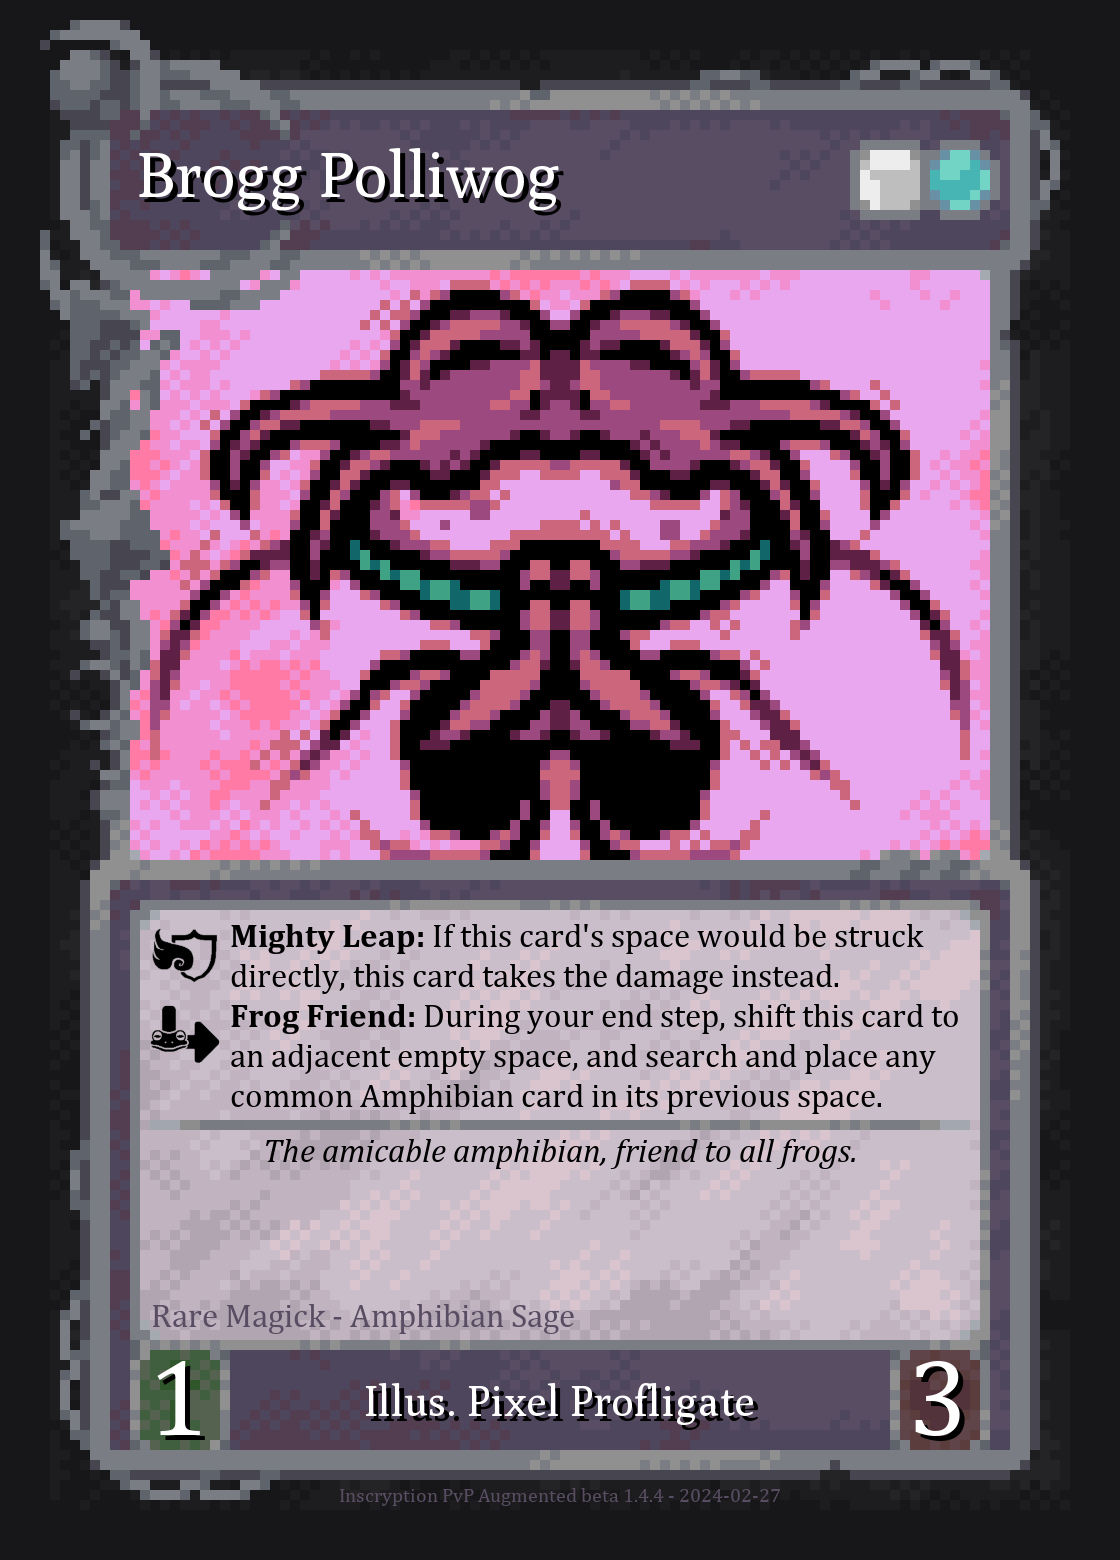 Brogg Polliwog
Mighty Leap: If this card's space would be struck
directly, this card takes the damage instead.
Frog Friend: During your end step, shift this card to
an adjacent empty space, and search and place any
common Amphibian card in its previous space.
The amicable amphibian, friend to all frogs.
Rare Magick - Amphibian Sage
1
Illus. Pixel Profligate
3
Inscryption PvP Augmented beta 1.4.4 - 2024-02-27